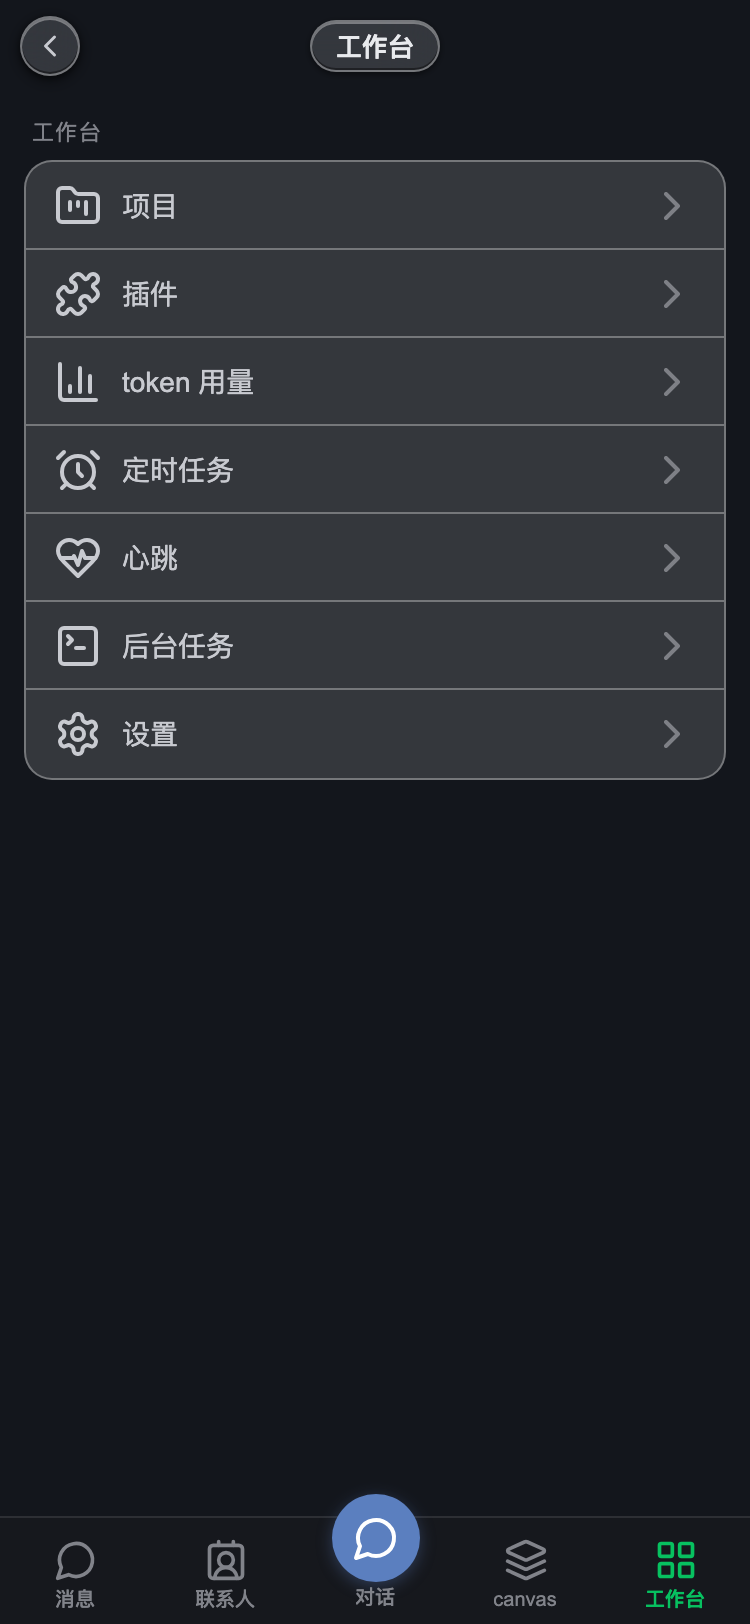 工作台
工作台
项目
插件
token 用量
定时任务
心跳
后台任务
设置
消息
联系人
对话
canvas
工作台